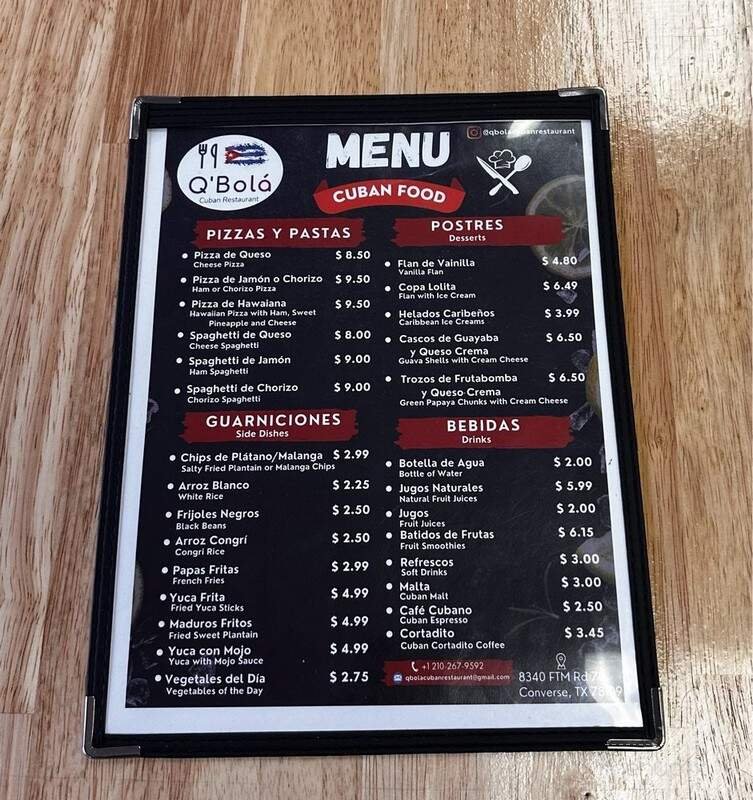 Q'Bolá
Cuban Restaurant
MENU
@qbolacubanrestaurant
CUBAN FOOD
PIZZAS Y PASTAS
Pizza de Queso $ 8.50
Cheese Pizza
Pizza de Jamón o Chorizo $ 9.50
Ham or Chorizo Pizza
Pizza de Hawaiana $ 9.50
Hawaiian Pizza with Ham, Sweet
Pineapple and Cheese
Spaghetti de Queso $ 8.00
Cheese Spaghetti
Spaghetti de Jamón $ 9.00
Ham Spaghetti
Spaghetti de Chorizo $ 9.00
Chorizo Spaghetti
GUARNICIONES
Side Dishes
Chips de Plátano/Malanga $ 2.99
Salty Fried Plantain or Malanga Chips
Arroz Blanco $ 2.25
White Rice
Frijoles Negros $ 2.50
Black Beans
Arroz Congrí $ 2.50
Congri Rice
Papas Fritas $ 2.99
French Fries
Yuca Frita $ 4.99
Fried Yuca Sticks
Maduros Fritos $ 4.99
Fried Sweet Plantain
Yuca con Mojo $ 4.99
Yuca with Mojo Sauce
Vegetales del Día $ 2.75
Vegetables of the Day
POSTRES
Desserts
Flan de Vainilla $ 4.80
Vanilla Flan
Copa Lolita $ 6.49
Flan with Ice Cream
Helados Caribeños $ 3.99
Caribbean Ice Creams
Cascos de Guayaba $ 6.50
y Queso Crema
Guava Shells with Cream Cheese
Trozos de Frutabomba $ 6.50
y Queso Crema
Green Papaya Chunks with Cream Cheese
BEBIDAS
Drinks
Botella de Agua $ 2.00
Bottle of Water
Jugos Naturales $ 5.99
Natural Fruit Juices
Jugos $ 2.00
Fruit Juices
Batidos de Frutas $ 6.15
Fruit Smoothies
Refrescos $ 3.00
Soft Drinks
Malta $ 3.00
Cuban Malt
Café Cubano $ 2.50
Cuban Espresso
Cortadito $ 3.45
Cuban Cortadito Coffee
+1 210-267-9592
qbolacubanrestaurant@gmail.com
8340 FTM Rd
Converse, TX